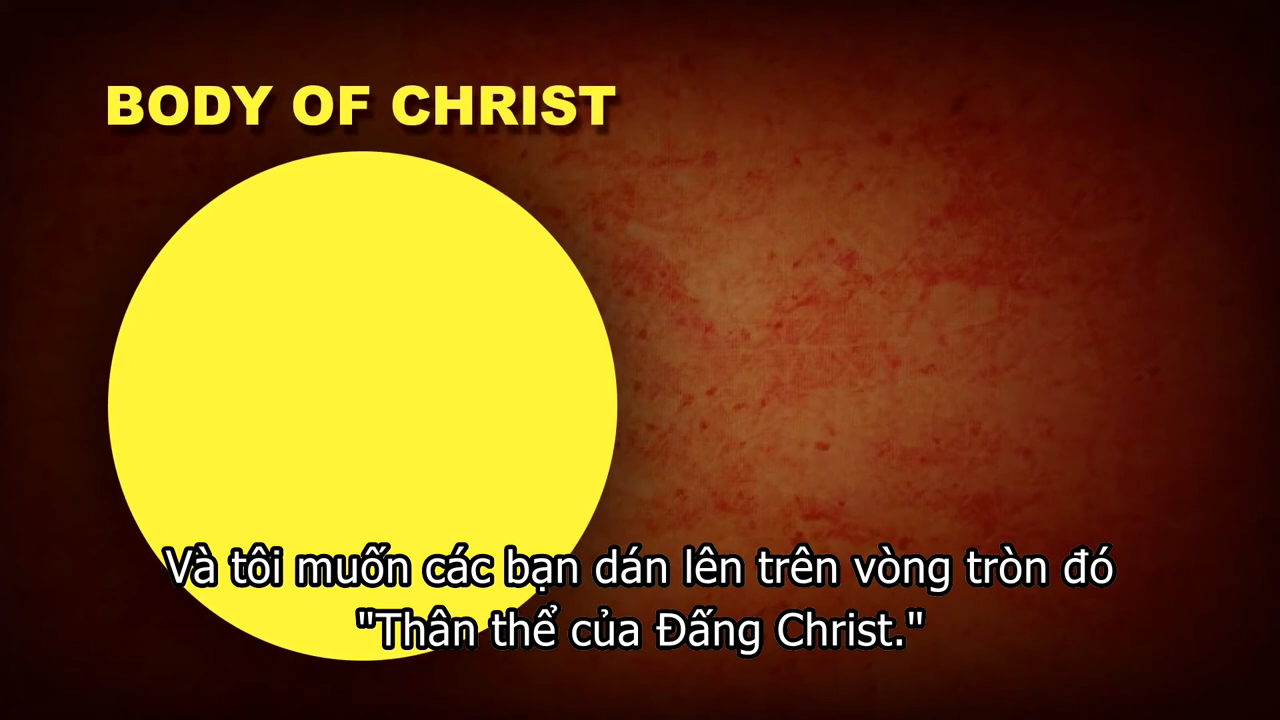 BODY OF CHRIST
Và tôi muốn các bạn dán lên trên vòng tròn đó
"Thân thể của Đấng Christ."